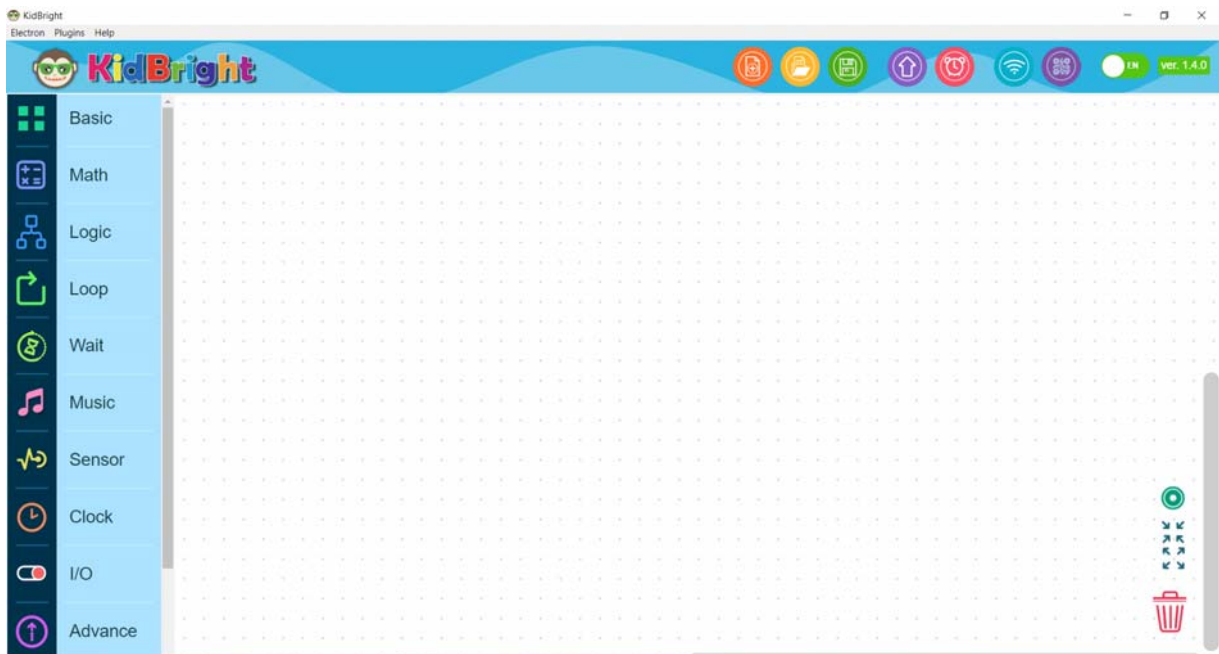 KidBright
Electron Plugins Help
KidBright
EN
ver. 1.4.0
Basic
Math
Logic
Loop
Wait
Music
Sensor
Clock
I/O
Advance